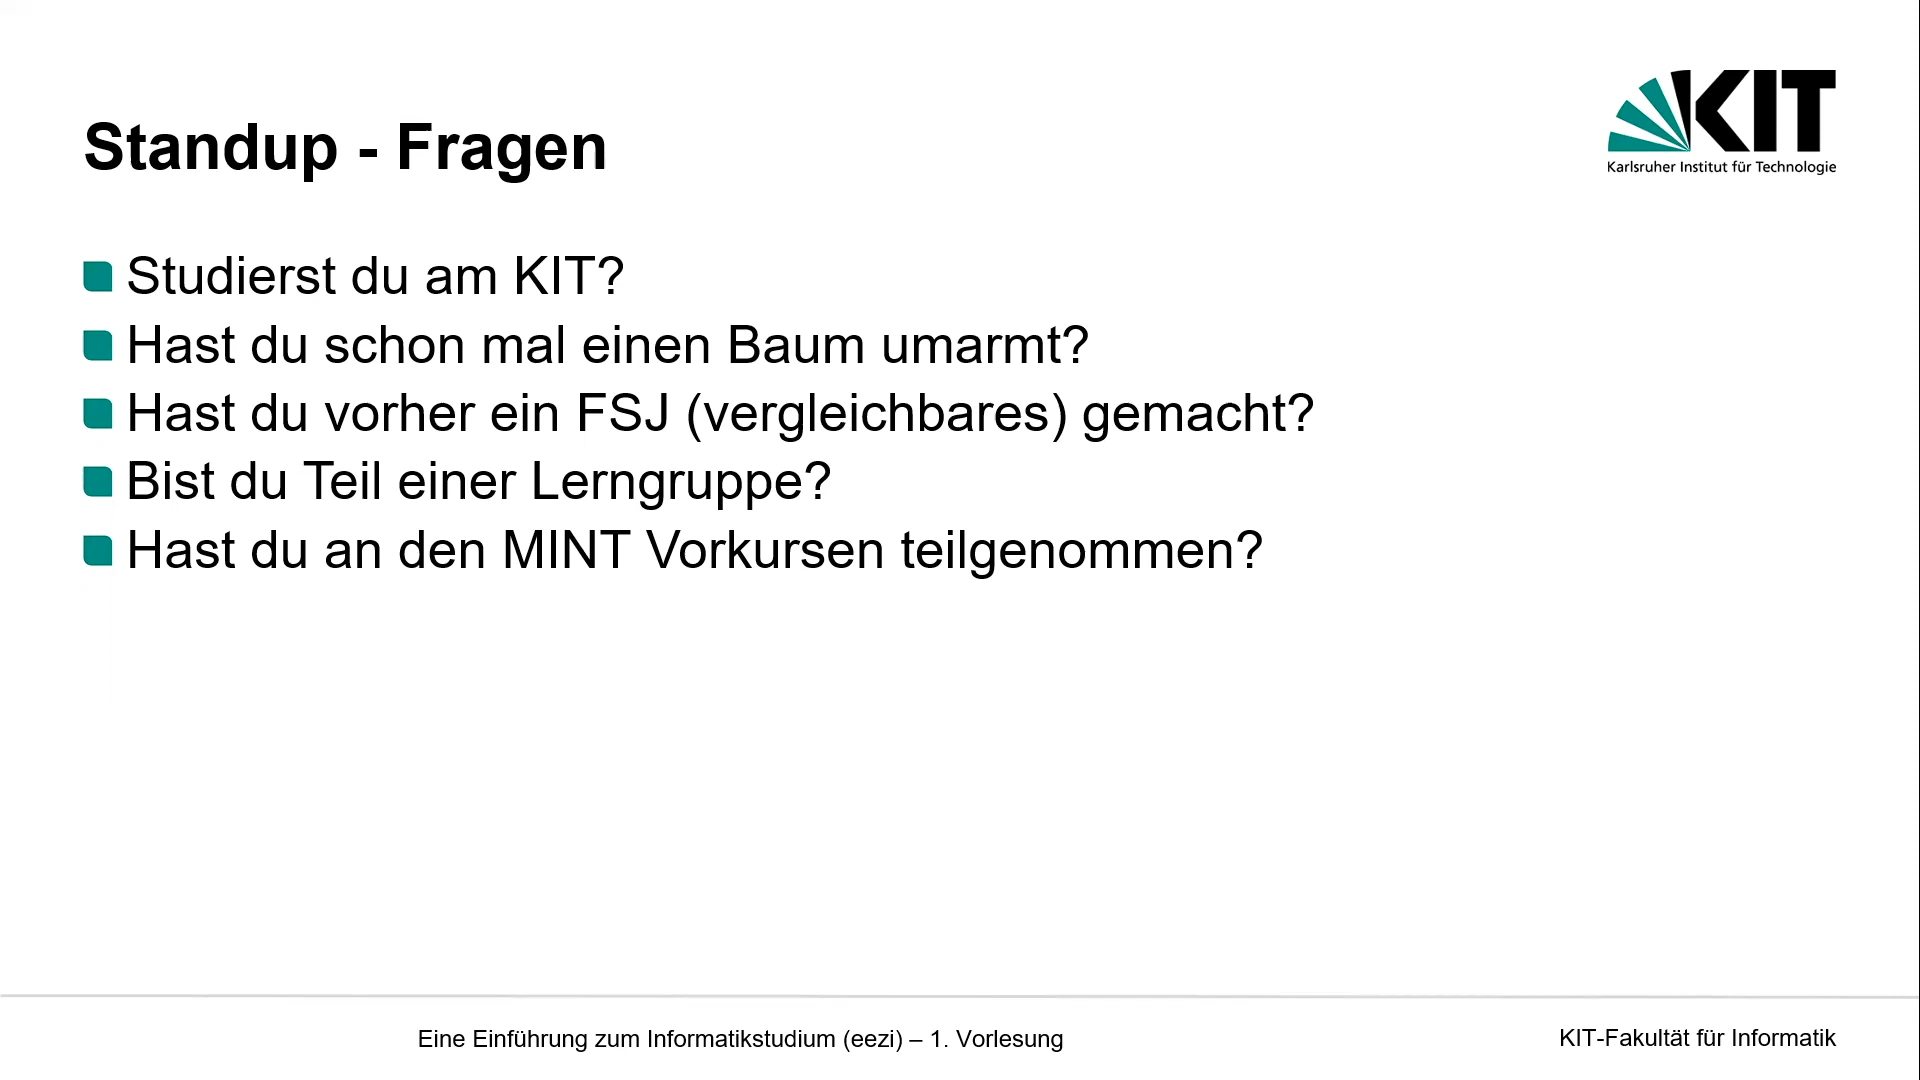 KIT
Karlsruher Institut für Technologie
Standup - Fragen
Studierst du am KIT?
Hast du schon mal einen Baum umarmt?
Hast du vorher ein FSJ (vergleichbares) gemacht?
Bist du Teil einer Lerngruppe?
Hast du an den MINT Vorkursen teilgenommen?
Eine Einführung zum Informatikstudium (eezi) – 1. Vorlesung
KIT-Fakultät für Informatik